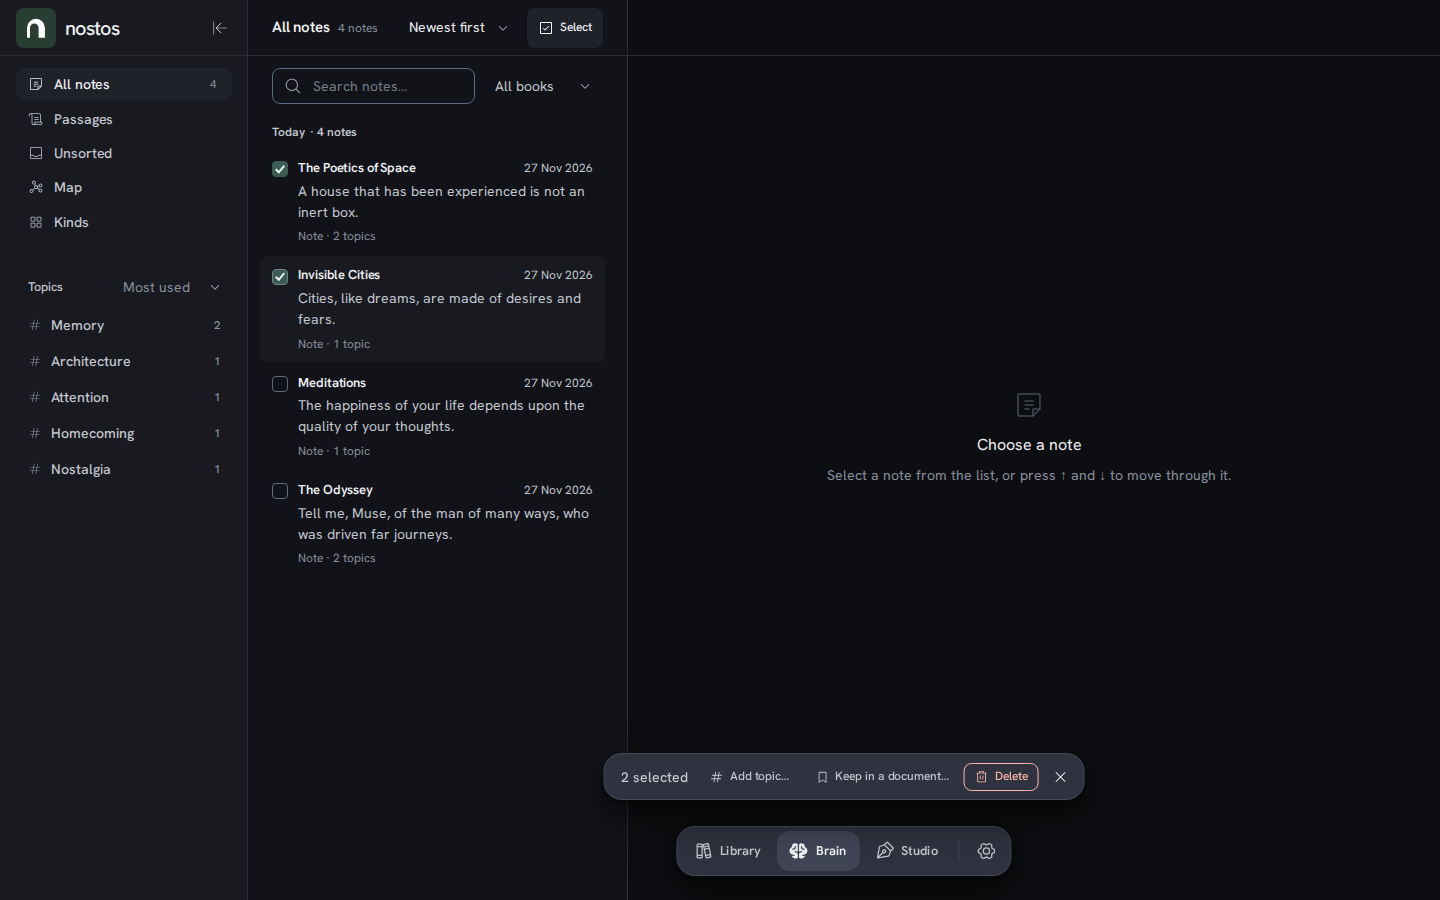 nostos
All notes 4
Passages
Unsorted
Map
Kinds
Topics Most used
# Memory 2
# Architecture 1
# Attention 1
# Homecoming 1
# Nostalgia 1
All notes 4 notes Newest first Select
Search notes... All books
Today · 4 notes
The Poetics of Space 27 Nov 2026
A house that has been experienced is not an
inert box.
Note · 2 topics
Invisible Cities 27 Nov 2026
Cities, like dreams, are made of desires and
fears.
Note · 1 topic
Meditations 27 Nov 2026
The happiness of your life depends upon the
quality of your thoughts.
Note · 1 topic
The Odyssey 27 Nov 2026
Tell me, Muse, of the man of many ways, who
was driven far journeys.
Note · 2 topics
Choose a note
Select a note from the list, or press ↑ and ↓ to move through it.
2 selected # Add topic... Keep in a document... Delete
Library Brain Studio